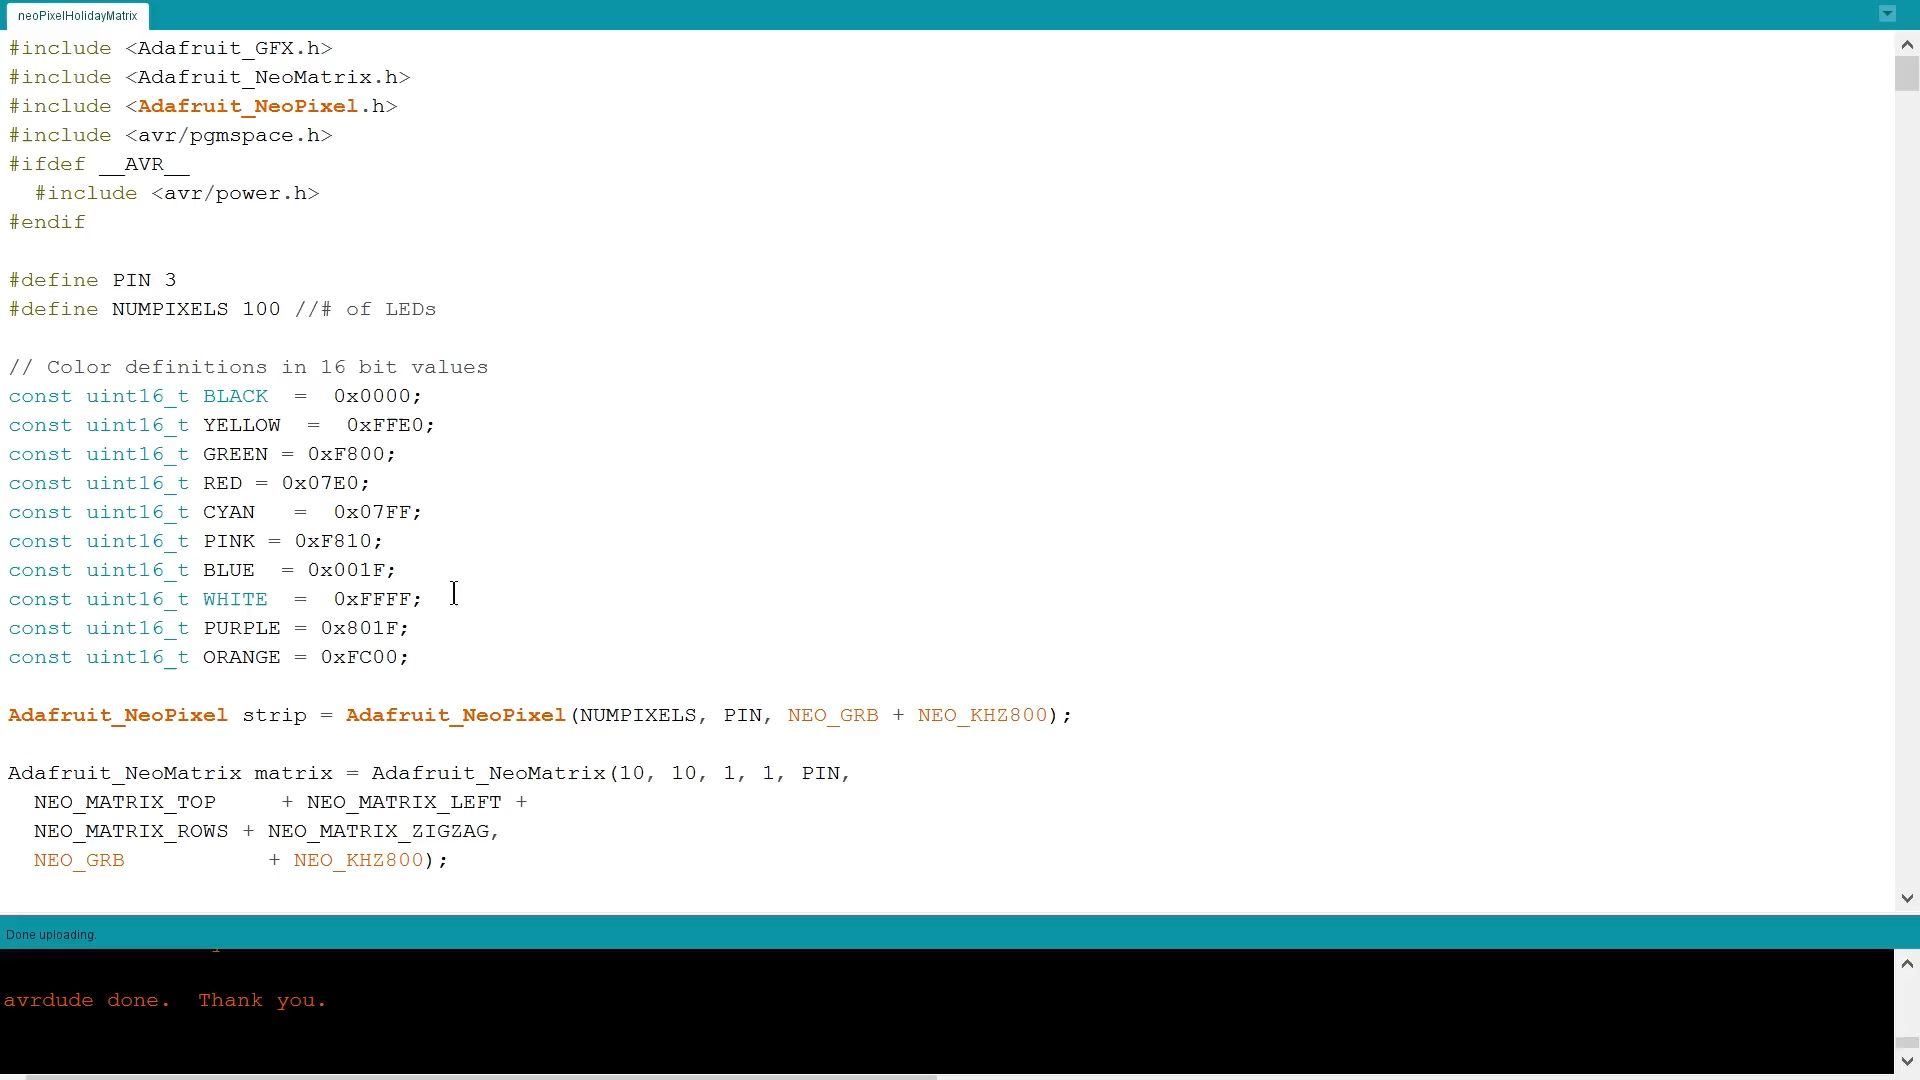 neoPixelHolidayMatrix
#include <Adafruit_GFX.h>
#include <Adafruit_NeoMatrix.h>
#include <Adafruit_NeoPixel.h>
#include <avr/pgmspace.h>
#ifdef __AVR__
  #include <avr/power.h>
#endif
#define PIN 3
#define NUMPIXELS 100 //# of LEDs
// Color definitions in 16 bit values
const uint16_t BLACK  =  0x0000;
const uint16_t YELLOW  =  0xFFE0;
const uint16_t GREEN = 0xF800;
const uint16_t RED = 0x07E0;
const uint16_t CYAN   =  0x07FF;
const uint16_t PINK = 0xF810;
const uint16_t BLUE  = 0x001F;
const uint16_t WHITE  =  0xFFFF;
const uint16_t PURPLE = 0x801F;
const uint16_t ORANGE = 0xFC00;
Adafruit_NeoPixel strip = Adafruit_NeoPixel(NUMPIXELS, PIN, NEO_GRB + NEO_KHZ800);
Adafruit_NeoMatrix matrix = Adafruit_NeoMatrix(10, 10, 1, 1, PIN,
  NEO_MATRIX_TOP     + NEO_MATRIX_LEFT +
  NEO_MATRIX_ROWS + NEO_MATRIX_ZIGZAG,
  NEO_GRB           + NEO_KHZ800);
Done uploading.
avrdude done.  Thank you.